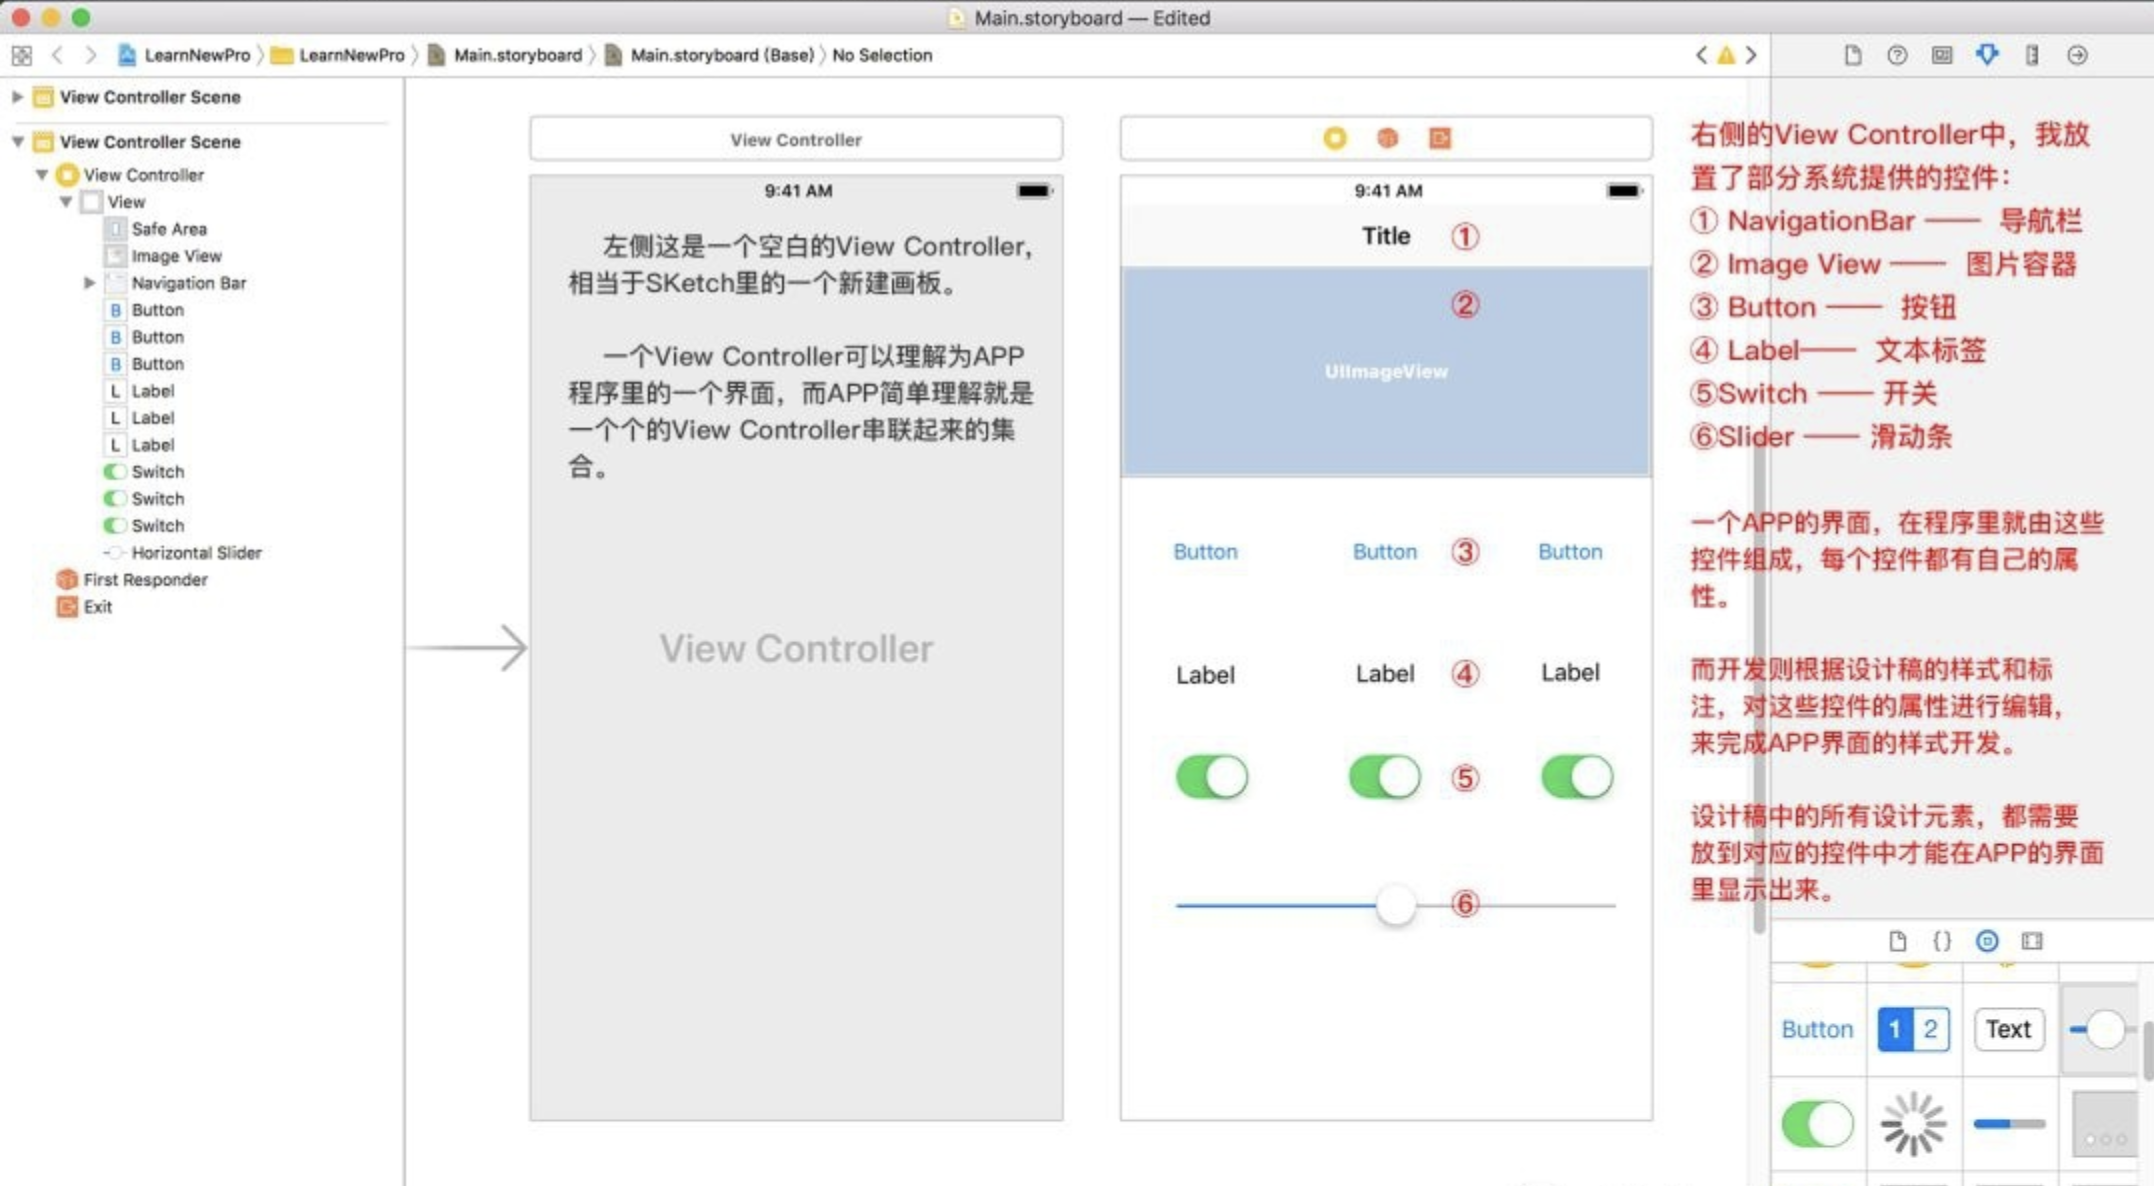 Main.storyboard — Edited
LearnNewPro 〉 LearnNewPro 〉 Main.storyboard 〉 Main.storyboard (Base) 〉 No Selection
View Controller Scene
View Controller Scene
View Controller
View
Safe Area
Image View
Navigation Bar
Button
Button
Button
Label
Label
Label
Switch
Switch
Switch
Horizontal Slider
First Responder
Exit
View Controller
9:41 AM
左侧这是一个空白的View Controller,
相当于SKetch里的一个新建画板。
一个View Controller可以理解为APP
程序里的一个界面，而APP简单理解就是
一个个的View Controller串联起来的集
合。
View Controller
9:41 AM
Title ①
②
UIImageView
Button Button ③ Button
Label Label ④ Label
⑤
⑥
右侧的View Controller中，我放
置了部分系统提供的控件：
① NavigationBar —— 导航栏
② Image View —— 图片容器
③ Button —— 按钮
④ Label—— 文本标签
⑤Switch —— 开关
⑥Slider —— 滑动条
一个APP的界面，在程序里就由这些
控件组成，每个控件都有自己的属
性。
而开发则根据设计稿的样式和标
注，对这些控件的属性进行编辑，
来完成APP界面的样式开发。
设计稿中的所有设计元素，都需要
放到对应的控件中才能在APP的界面
里显示出来。
{}
Button 1 2 Text